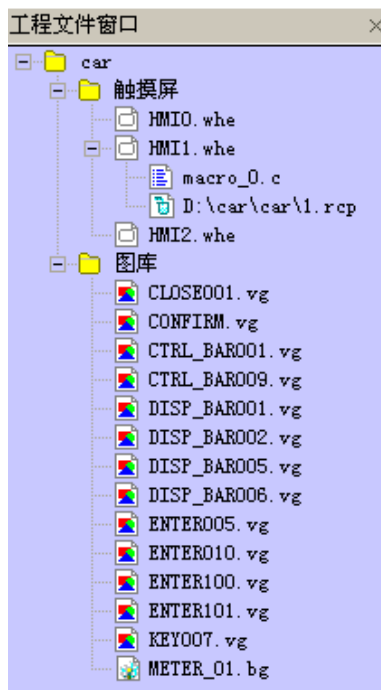 工程文件窗口
car
触摸屏
HMI0.whe
HMI1.whe
macro_0.c
D:\car\car\1.rcp
HMI2.whe
图库
CLOSE001.vg
CONFIRM.vg
CTRL_BAR001.vg
CTRL_BAR009.vg
DISP_BAR001.vg
DISP_BAR002.vg
DISP_BAR005.vg
DISP_BAR006.vg
ENTER005.vg
ENTER010.vg
ENTER100.vg
ENTER101.vg
KEY007.vg
METER_01.bg